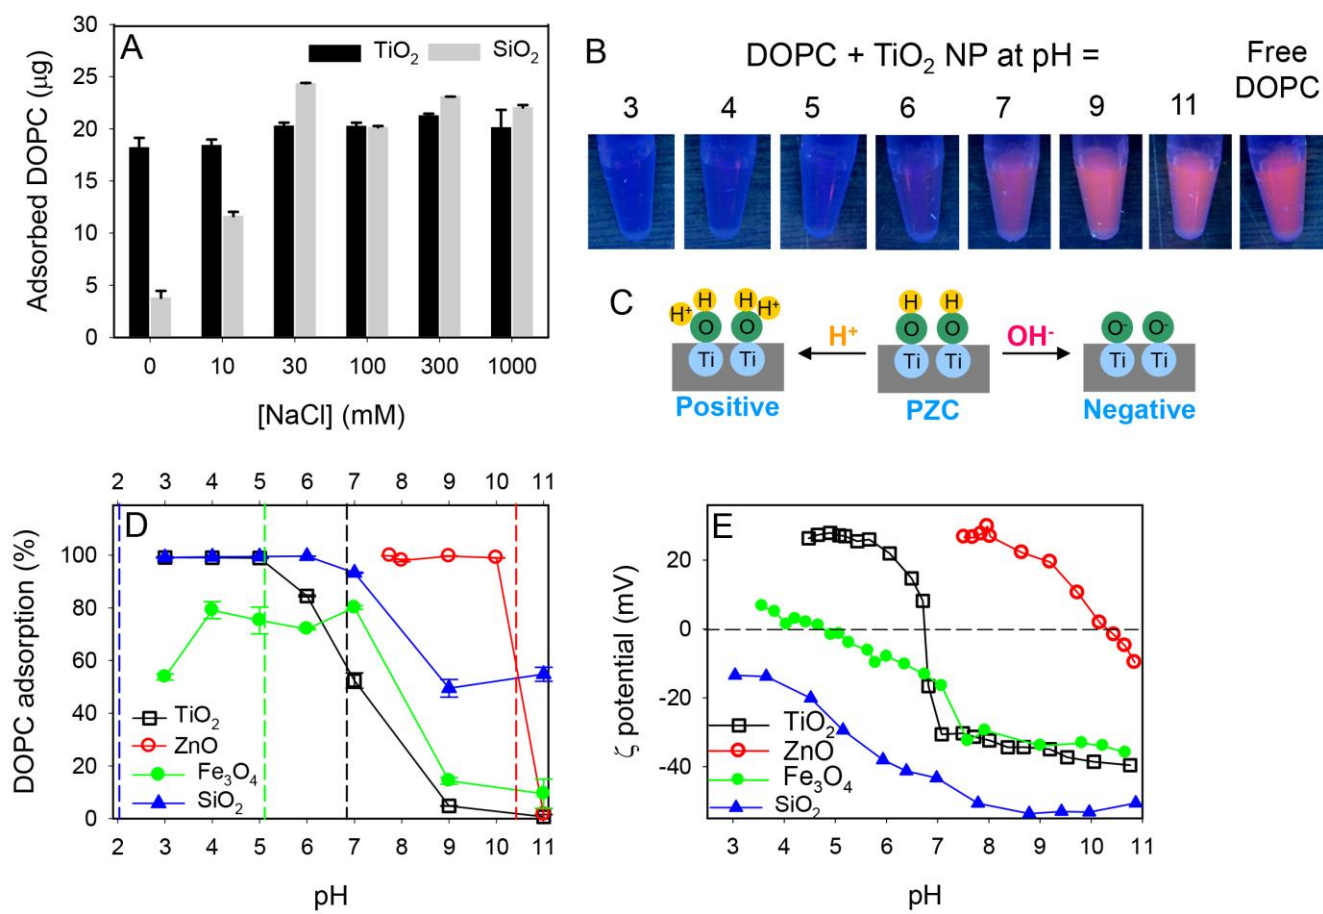 A
TiO₂ SiO₂
30
25
20
15
10
5
0
Adsorbed DOPC (μg)
0 10 30 100 300 1000
[NaCl] (mM)
B
DOPC + TiO₂ NP at pH =
Free
DOPC
3 4 5 6 7 9 11
C
H⁺ H H H⁺ H H
O O O O O⁻ O⁻
H⁺ OH⁻
Ti Ti Ti Ti Ti Ti
Positive PZC Negative
2 3 4 5 6 7 8 9 10 11
D
100
80
60
40
20
0
DOPC adsorption (%)
TiO₂
ZnO
Fe₃O₄
SiO₂
2 3 4 5 6 7 8 9 10 11
pH
E
20
0
-20
-40
ζ potential (mV)
TiO₂
ZnO
Fe₃O₄
SiO₂
3 4 5 6 7 8 9 10 11
pH